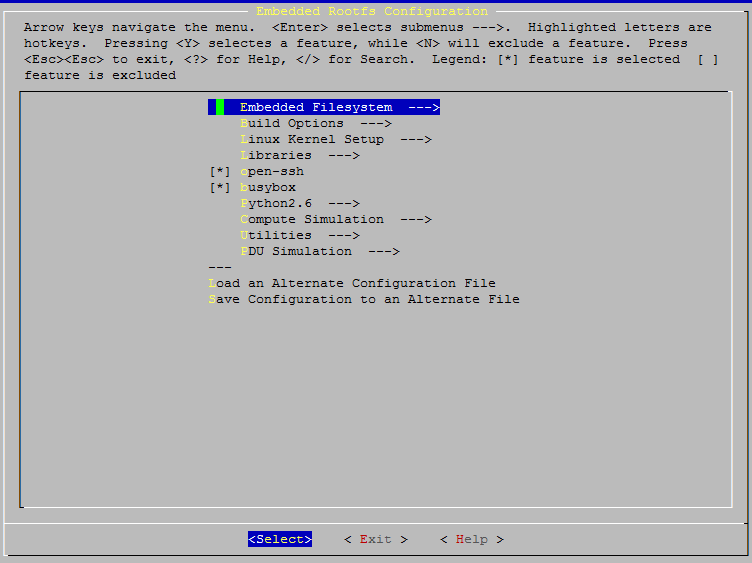 Embedded Rootfs Configuration
Arrow keys navigate the menu.  <Enter> selects submenus --->.  Highlighted letters are
hotkeys.  Pressing <Y> selectes a feature, while <N> will exclude a feature.  Press
<Esc><Esc> to exit, <?> for Help, </> for Search.  Legend: [*] feature is selected  [ ]
feature is excluded
Embedded Filesystem  --->
Build Options  --->
Linux Kernel Setup  --->
Libraries  --->
[*] open-ssh
[*] busybox
Python2.6  --->
Compute Simulation  --->
Utilities  --->
PDU Simulation  --->
---
Load an Alternate Configuration File
Save Configuration to an Alternate File
<Select>    < Exit >    < Help >